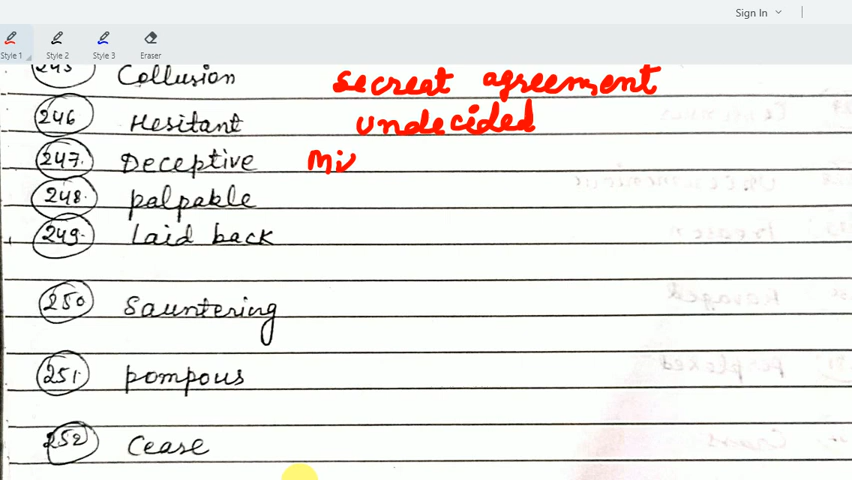 Sign In
Style 1 Style 2 Style 3 Eraser
245 Collusion secreat agreement
246 Hesitant undecided
247. Deceptive Mi
248. palpable
249. laid back
250 Sauntering
251. pompous
252 Cease